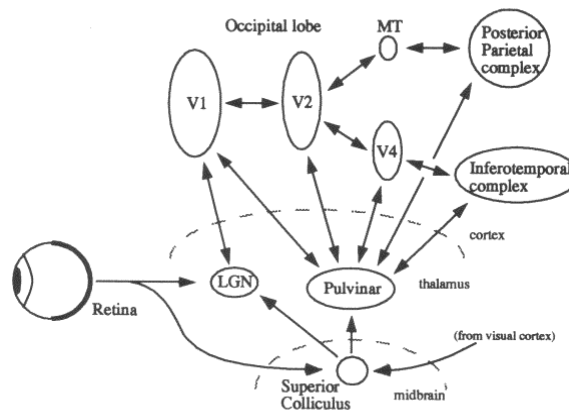 Occipital lobe
MT
Posterior
Parietal
complex
V1
V2
V4
Inferotemporal
complex
cortex
LGN
Pulvinar
thalamus
Retina
(from visual cortex)
Superior
Colliculus
midbrain